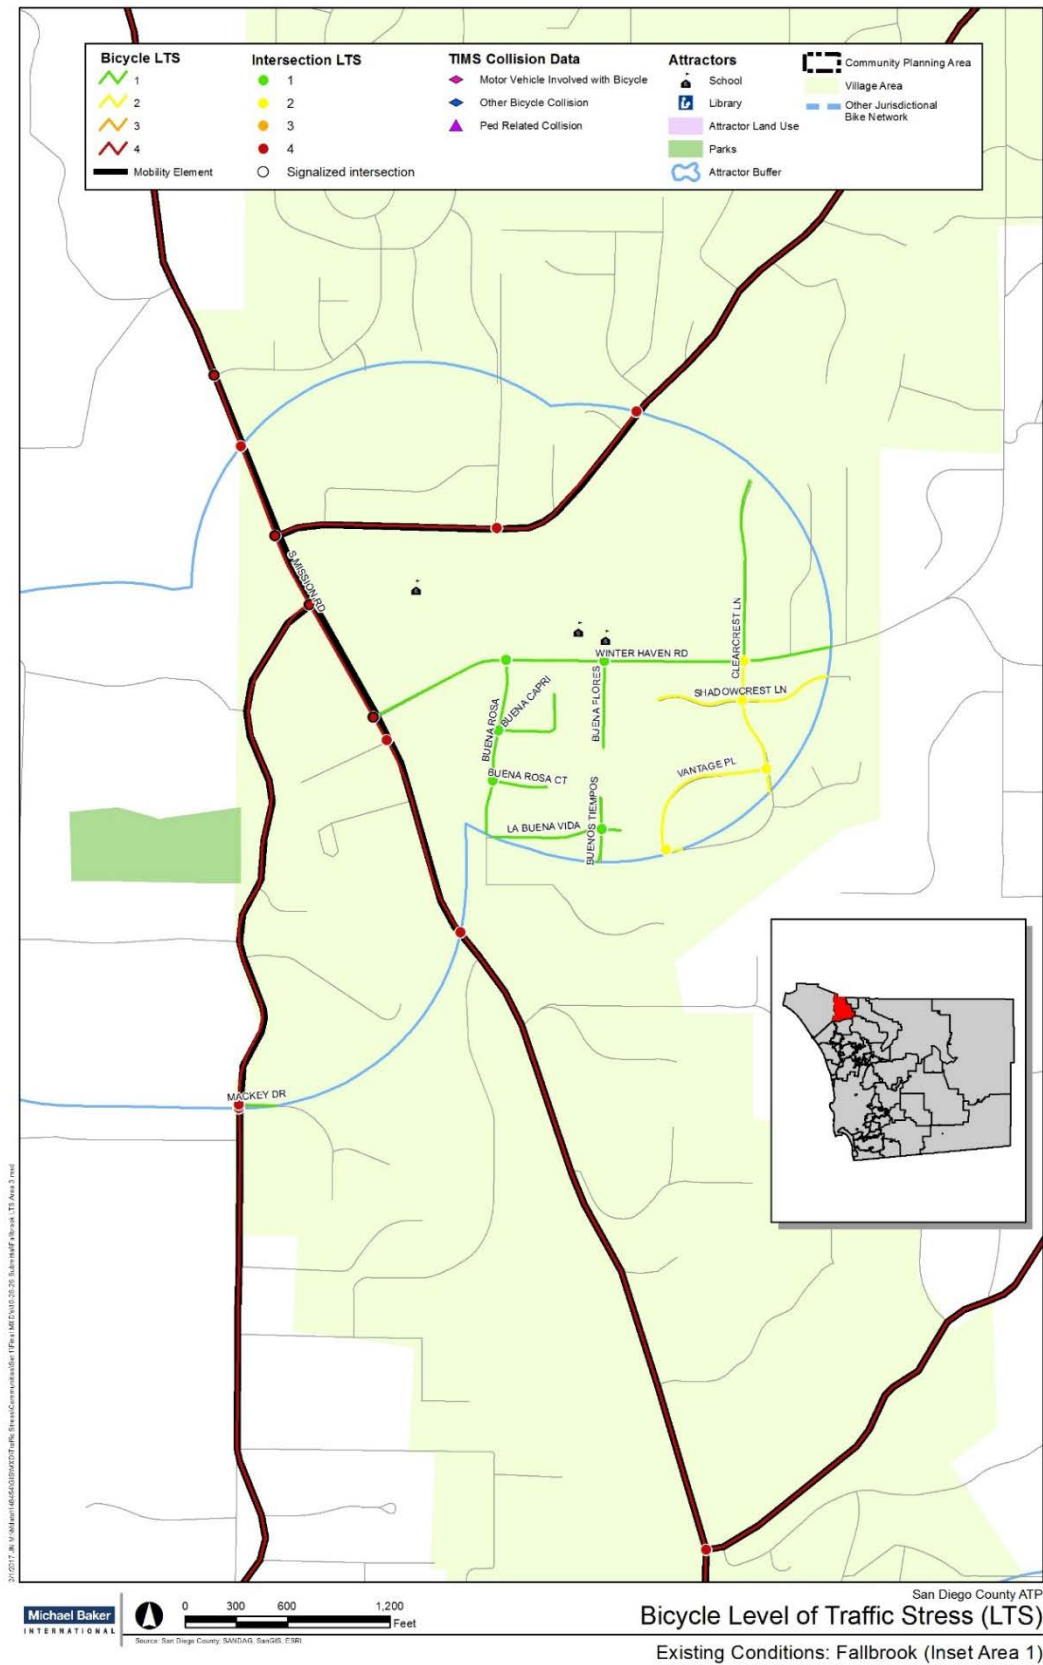 Bicycle LTS
1
2
3
4
Mobility Element
Intersection LTS
1
2
3
4
Signalized intersection
TIMS Collision Data
Motor Vehicle Involved with Bicycle
Other Bicycle Collision
Ped Related Collision
Attractors
School
Library
Attractor Land Use
Parks
Attractor Buffer
Community Planning Area
Village Area
Other Jurisdictional
Bike Network
S MISSION RD
WINTER HAVEN RD
CLEARCREST LN
SHADOWCREST LN
BUENA CAPRI
BUENA ROSA
BUENA FLORES
VANTAGE PL
BUENA ROSA CT
LA BUENA VIDA
BUENOS TIEMPOS
MACKEY DR
Michael Baker
INTERNATIONAL
0 300 600 1,200
Feet
Source: San Diego County, SANDAG, SanGIS, ESRI
San Diego County ATP
Bicycle Level of Traffic Stress (LTS)
Existing Conditions: Fallbrook (Inset Area 1)